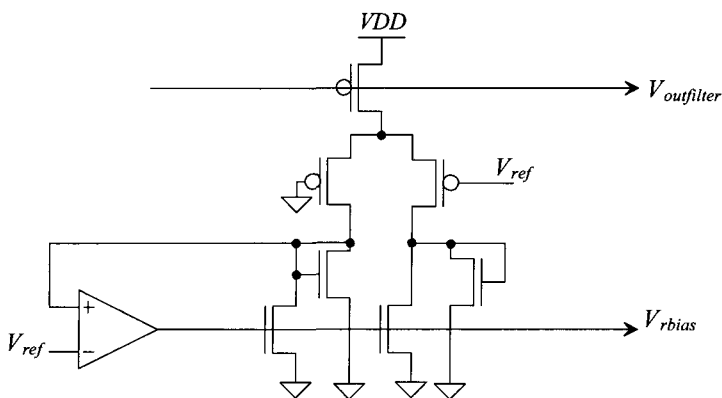 VDD
V_outfilter
V_ref
+
V_ref
−
V_rbias